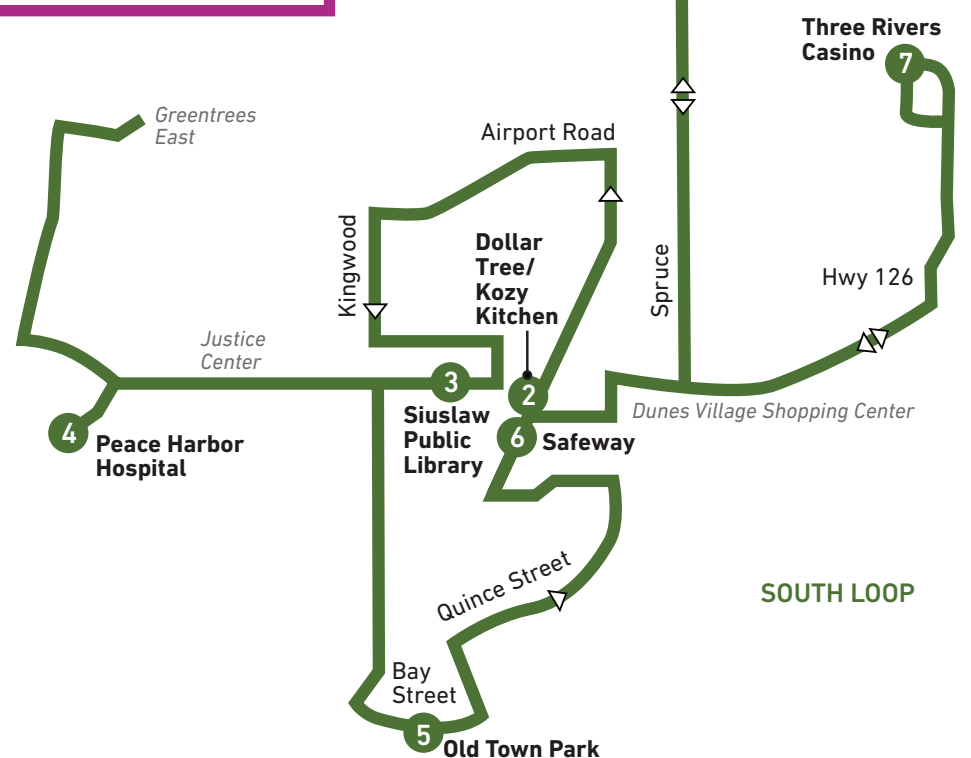 Three Rivers
Casino
7
Greentrees
East
Airport Road
Kingwood
Dollar
Tree/
Kozy
Kitchen
Spruce
Hwy 126
Justice
Center
3
2
Dunes Village Shopping Center
Siuslaw
Public
Library
4
Peace Harbor
Hospital
6
Safeway
Quince Street
SOUTH LOOP
Bay
Street
5
Old Town Park